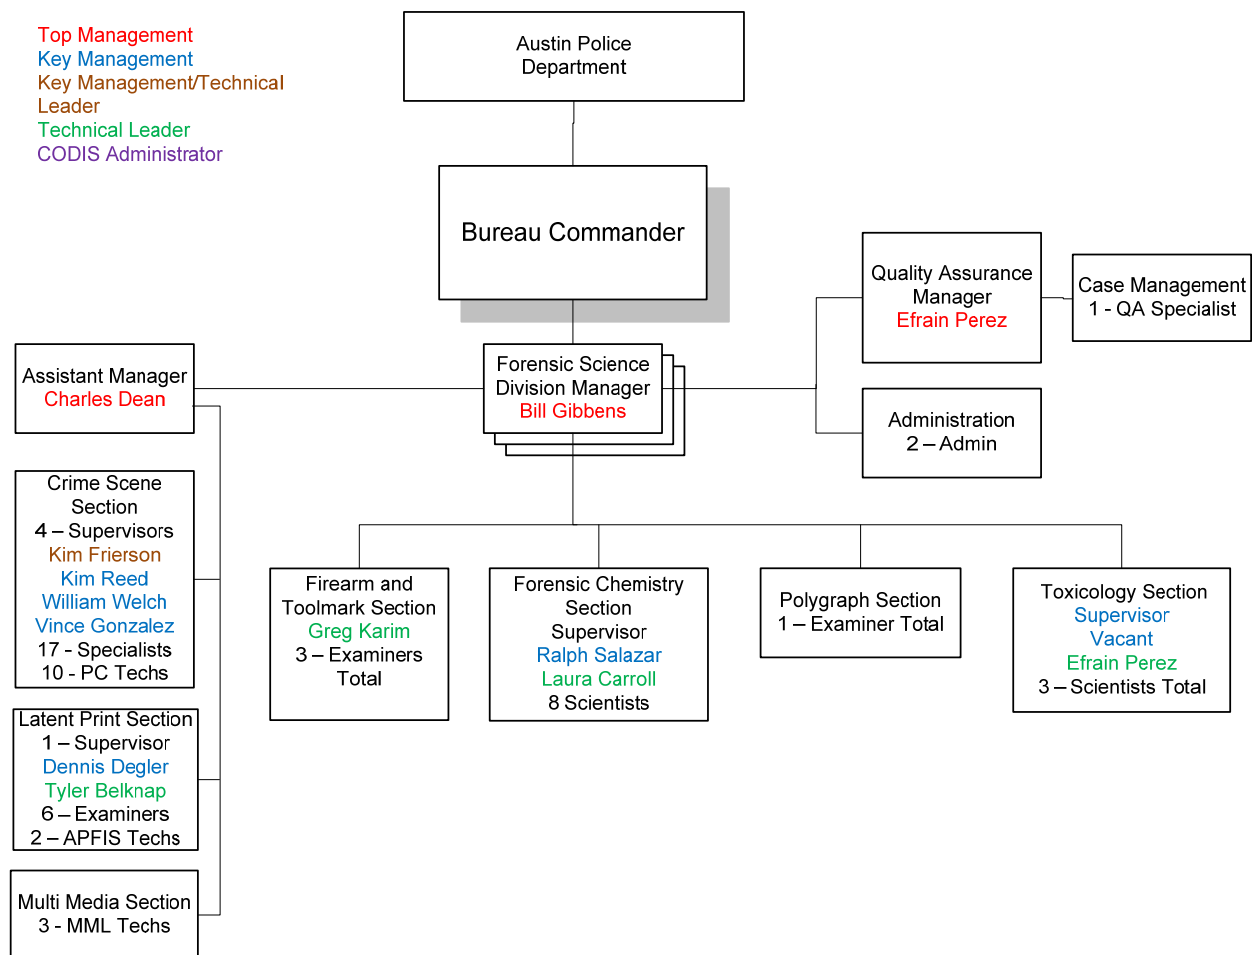 Top Management
Key Management
Key Management/Technical
Leader
Technical Leader
CODIS Administrator
Austin Police
Department
Bureau Commander
Quality Assurance
Manager
Efrain Perez
Case Management
1 - QA Specialist
Assistant Manager
Charles Dean
Forensic Science
Division Manager
Bill Gibbens
Administration
2 – Admin
Crime Scene
Section
4 – Supervisors
Kim Frierson
Kim Reed
William Welch
Vince Gonzalez
17 - Specialists
10 - PC Techs
Firearm and
Toolmark Section
Greg Karim
3 – Examiners
Total
Forensic Chemistry
Section
Supervisor
Ralph Salazar
Laura Carroll
8 Scientists
Polygraph Section
1 – Examiner Total
Toxicology Section
Supervisor
Vacant
Efrain Perez
3 – Scientists Total
Latent Print Section
1 – Supervisor
Dennis Degler
Tyler Belknap
6 – Examiners
2 – APFIS Techs
Multi Media Section
3 - MML Techs